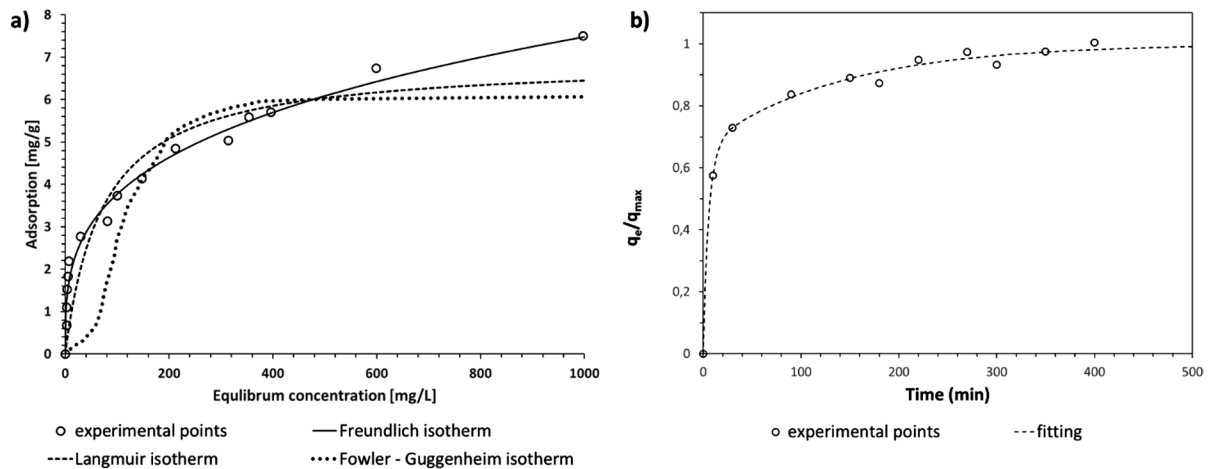 a)
Adsorption [mg/g]
8
7
6
5
4
3
2
1
0
0 200 400 600 800 1000
Equlibrum concentration [mg/L]
experimental points Freundlich isotherm
Langmuir isotherm Fowler - Guggenheim isotherm
b)
qe/qmax
1
0,8
0,6
0,4
0,2
0
0 100 200 300 400 500
Time (min)
experimental points fitting